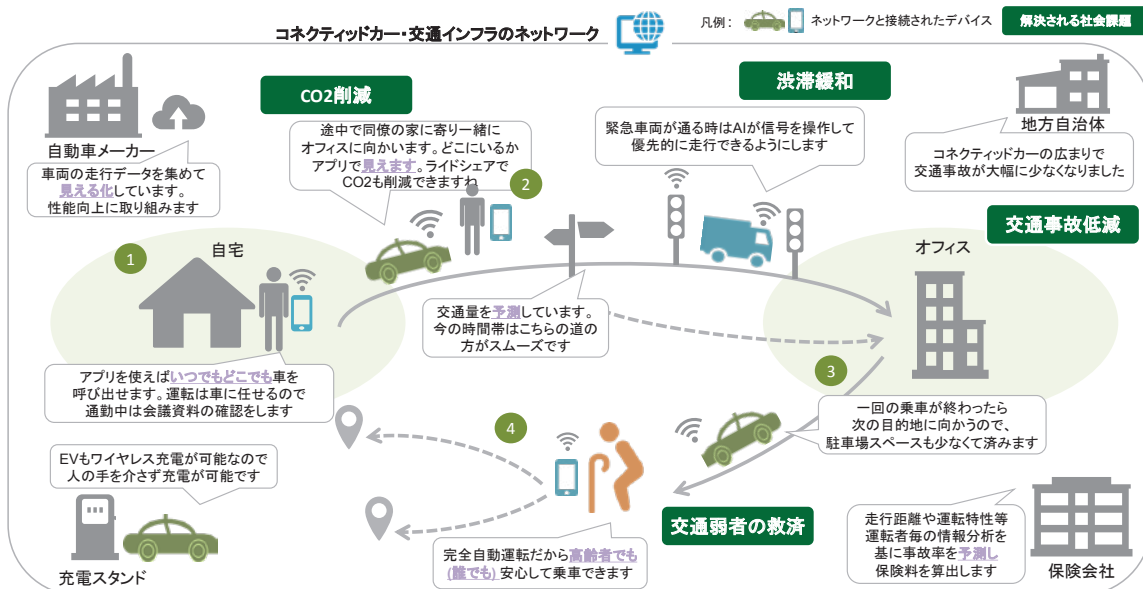 コネクティッドカー・交通インフラのネットワーク
凡例：
ネットワークと接続されたデバイス
解決される社会課題
自動車メーカー
車両の走行データを集めて
見える化しています。
性能向上に取り組みます
CO2削減
途中で同僚の家に寄り一緒に
オフィスに向かいます。どこにいるか
アプリで見えます。ライドシェアで
CO2も削減できますね
2
渋滞緩和
緊急車両が通る時はAIが信号を操作して
優先的に走行できるようにします
地方自治体
コネクティッドカーの広まりで
交通事故が大幅に少なくなりました
交通事故低減
1
自宅
アプリを使えばいつでもどこでも車を
呼び出せます。運転は車に任せるので
通勤中は会議資料の確認をします
交通量を予測しています。
今の時間帯はこちらの道の
方がスムーズです
オフィス
3
一回の乗車が終わったら
次の目的地に向かうので、
駐車場スペースも少なくて済みます
4
EVもワイヤレス充電が可能なので
人の手を介さず充電が可能です
充電スタンド
交通弱者の救済
完全自動運転だから高齢者でも
(誰でも)安心して乗車できます
走行距離や運転特性等
運転者毎の情報分析を
基に事故率を予測し
保険料を算出します
保険会社